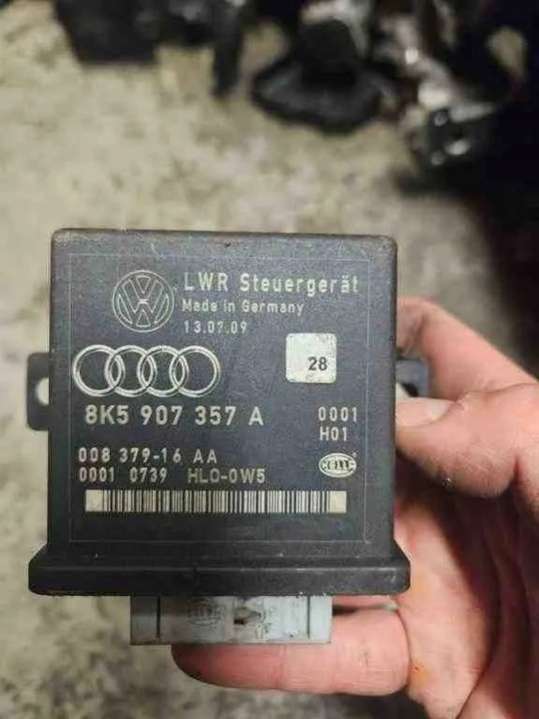 LWR Steuergerät
Made in Germany
13.07.09
28
8K5 907 357 A
0001
H01
008 379-16 AA
0001 0739 HLO-0W5
HELLA